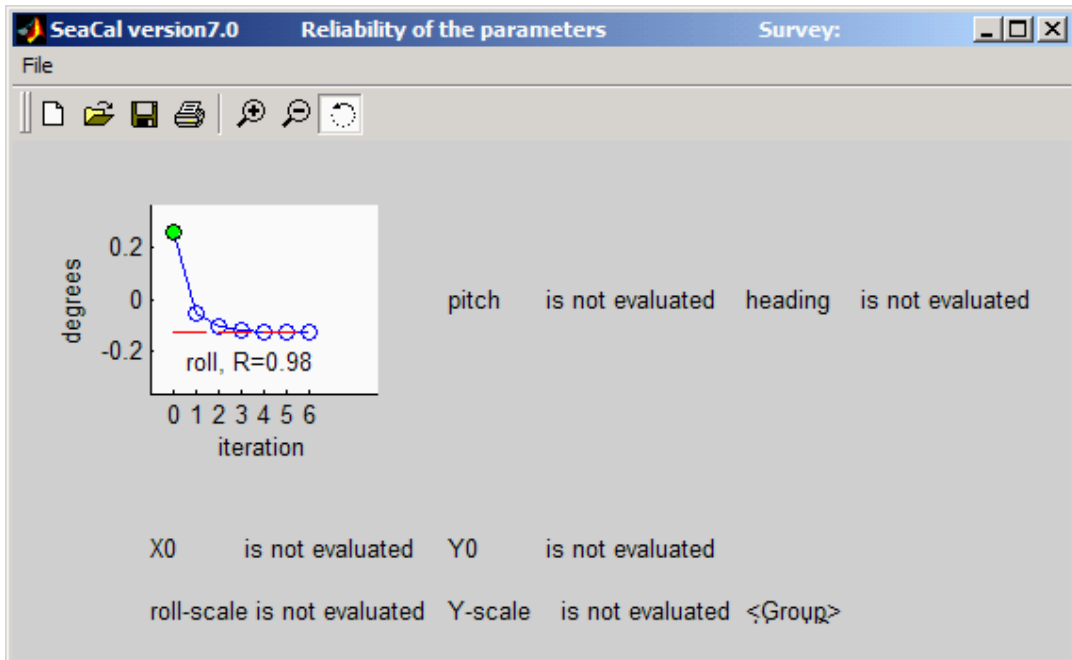 SeaCal version7.0 Reliability of the parameters Survey:
File
0.2
0
-0.2
degrees
roll, R=0.98
0 1 2 3 4 5 6
iteration
pitch is not evaluated heading is not evaluated
X0 is not evaluated Y0 is not evaluated
roll-scale is not evaluated Y-scale is not evaluated <Group>